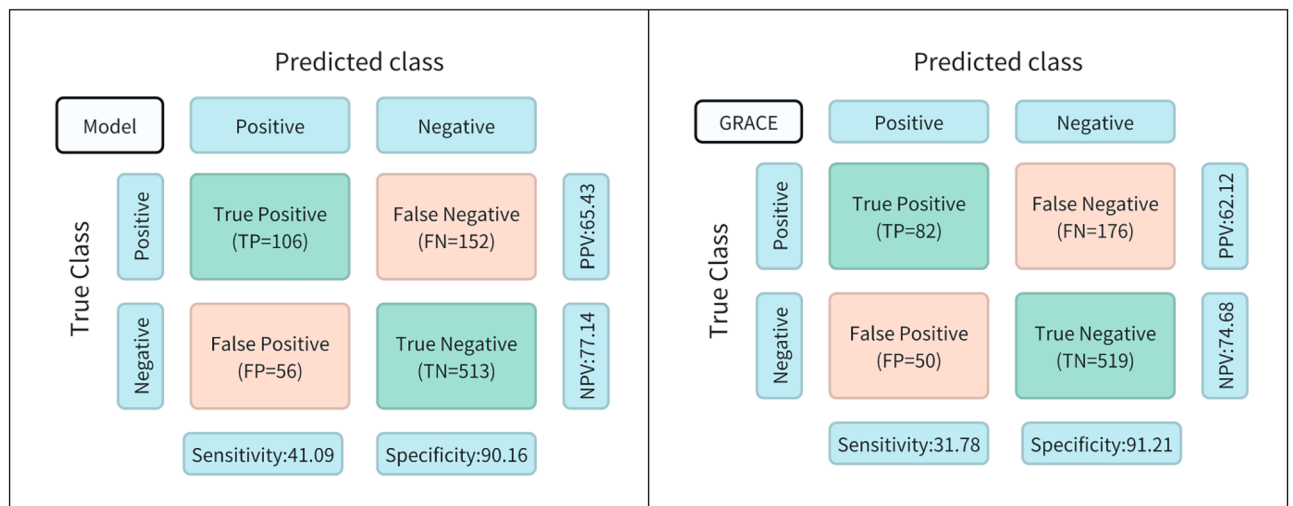 Predicted class
Model
Positive
Negative
True Class
Positive
True Positive
(TP=106)
False Negative
(FN=152)
PPV:65.43
Negative
False Positive
(FP=56)
True Negative
(TN=513)
NPV:77.14
Sensitivity:41.09
Specificity:90.16
Predicted class
GRACE
Positive
Negative
True Class
Positive
True Positive
(TP=82)
False Negative
(FN=176)
PPV:62.12
Negative
False Positive
(FP=50)
True Negative
(TN=519)
NPV:74.68
Sensitivity:31.78
Specificity:91.21